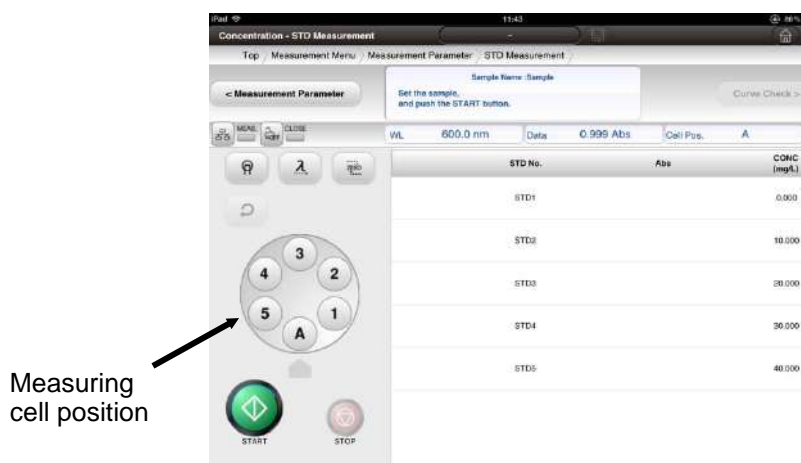 iPad 11:43 86%
Concentration - STD Measurement -
Top Measurement Menu Measurement Parameter STD Measurement
< Measurement Parameter
Sample Name :Sample
Set the sample,
and push the START button.
Curve Check >
MEAS. CLOSE
WL 600.0 nm Data 0.999 Abs Cell Pos. A
λ
STD No. Abs CONC
(mg/L)
STD1 0.000
STD2 10.000
STD3 20.000
STD4 30.000
STD5 40.000
3
4 2
5 1
A
Measuring
cell position
START STOP